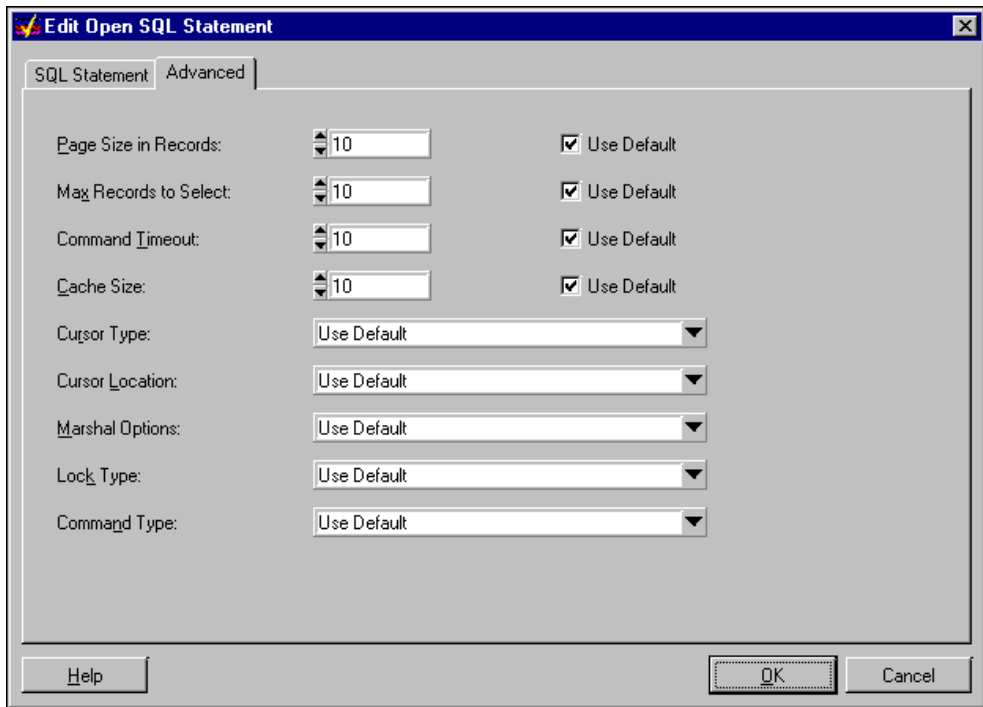 Edit Open SQL Statement
SQL Statement Advanced
Page Size in Records: 10 Use Default
Max Records to Select: 10 Use Default
Command Timeout: 10 Use Default
Cache Size: 10 Use Default
Cursor Type: Use Default
Cursor Location: Use Default
Marshal Options: Use Default
Lock Type: Use Default
Command Type: Use Default
Help OK Cancel